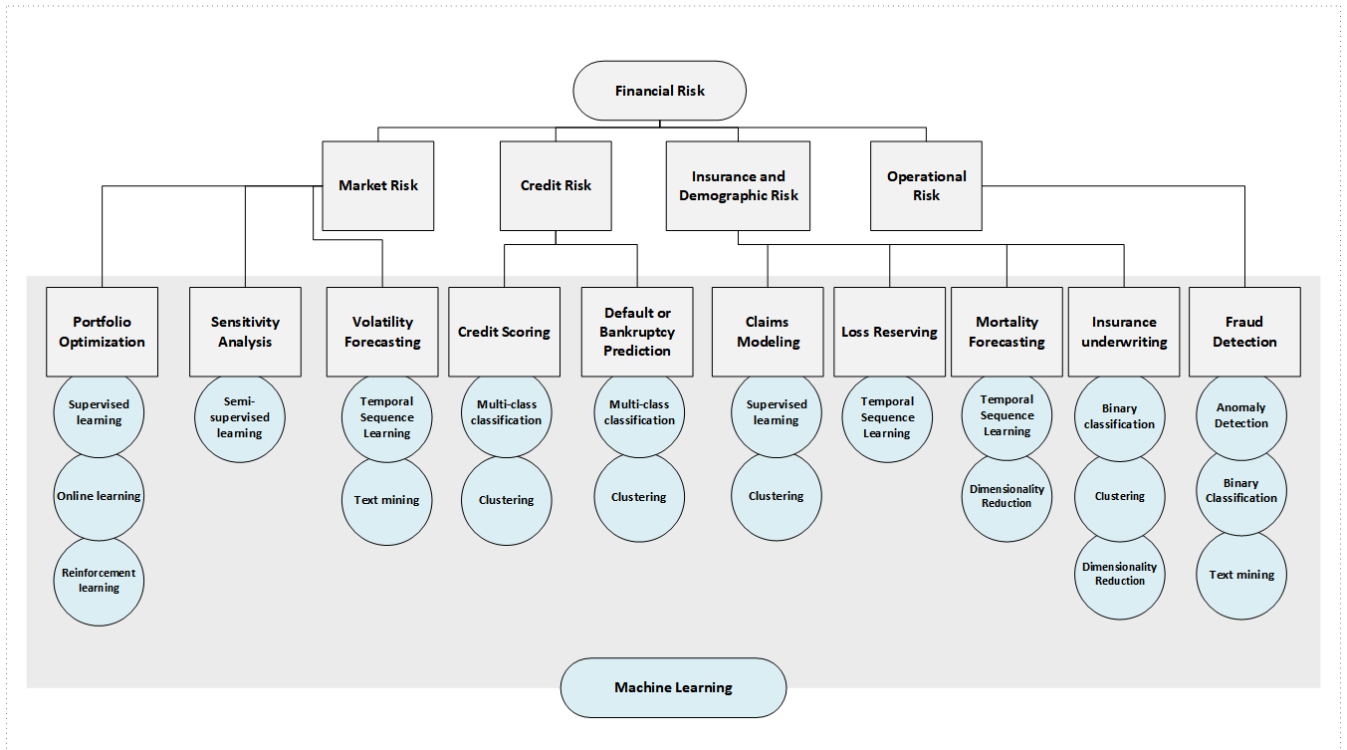 Financial Risk
Market Risk
Credit Risk
Insurance and
Demographic Risk
Operational
Risk
Portfolio
Optimization
Sensitivity
Analysis
Volatility
Forecasting
Credit Scoring
Default or
Bankruptcy
Prediction
Claims
Modeling
Loss Reserving
Mortality
Forecasting
Insurance
underwriting
Fraud
Detection
Supervised
learning
Online learning
Reinforcement
learning
Semi-
supervised
learning
Temporal
Sequence
Learning
Text mining
Multi-class
classification
Clustering
Multi-class
classification
Clustering
Supervised
learning
Clustering
Temporal
Sequence
Learning
Temporal
Sequence
Learning
Dimensionality
Reduction
Binary
classification
Clustering
Dimensionality
Reduction
Anomaly
Detection
Binary
Classification
Text mining
Machine Learning